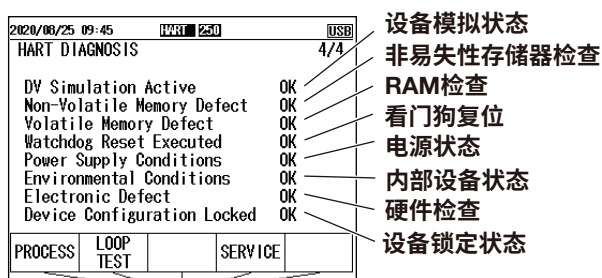 2020/08/25 09:45 HART 250 USB
HART DIAGNOSIS 4/4
DV Simulation Active OK
Non-Volatile Memory Defect OK
Volatile Memory Defect OK
Watchdog Reset Executed OK
Power Supply Conditions OK
Environmental Conditions OK
Electronic Defect OK
Device Configuration Locked OK
PROCESS LOOP TEST SERVICE
设备模拟状态
非易失性存储器检查
RAM检查
看门狗复位
电源状态
内部设备状态
硬件检查
设备锁定状态